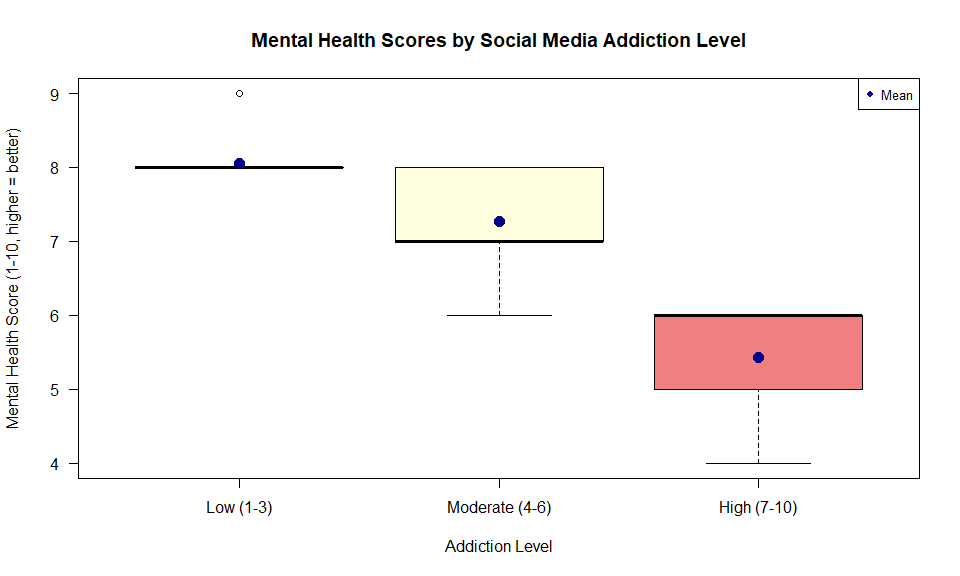 Mental Health Scores by Social Media Addiction Level
Mean
Mental Health Score (1-10, higher = better)
9
8
7
6
5
4
Low (1-3)
Moderate (4-6)
High (7-10)
Addiction Level